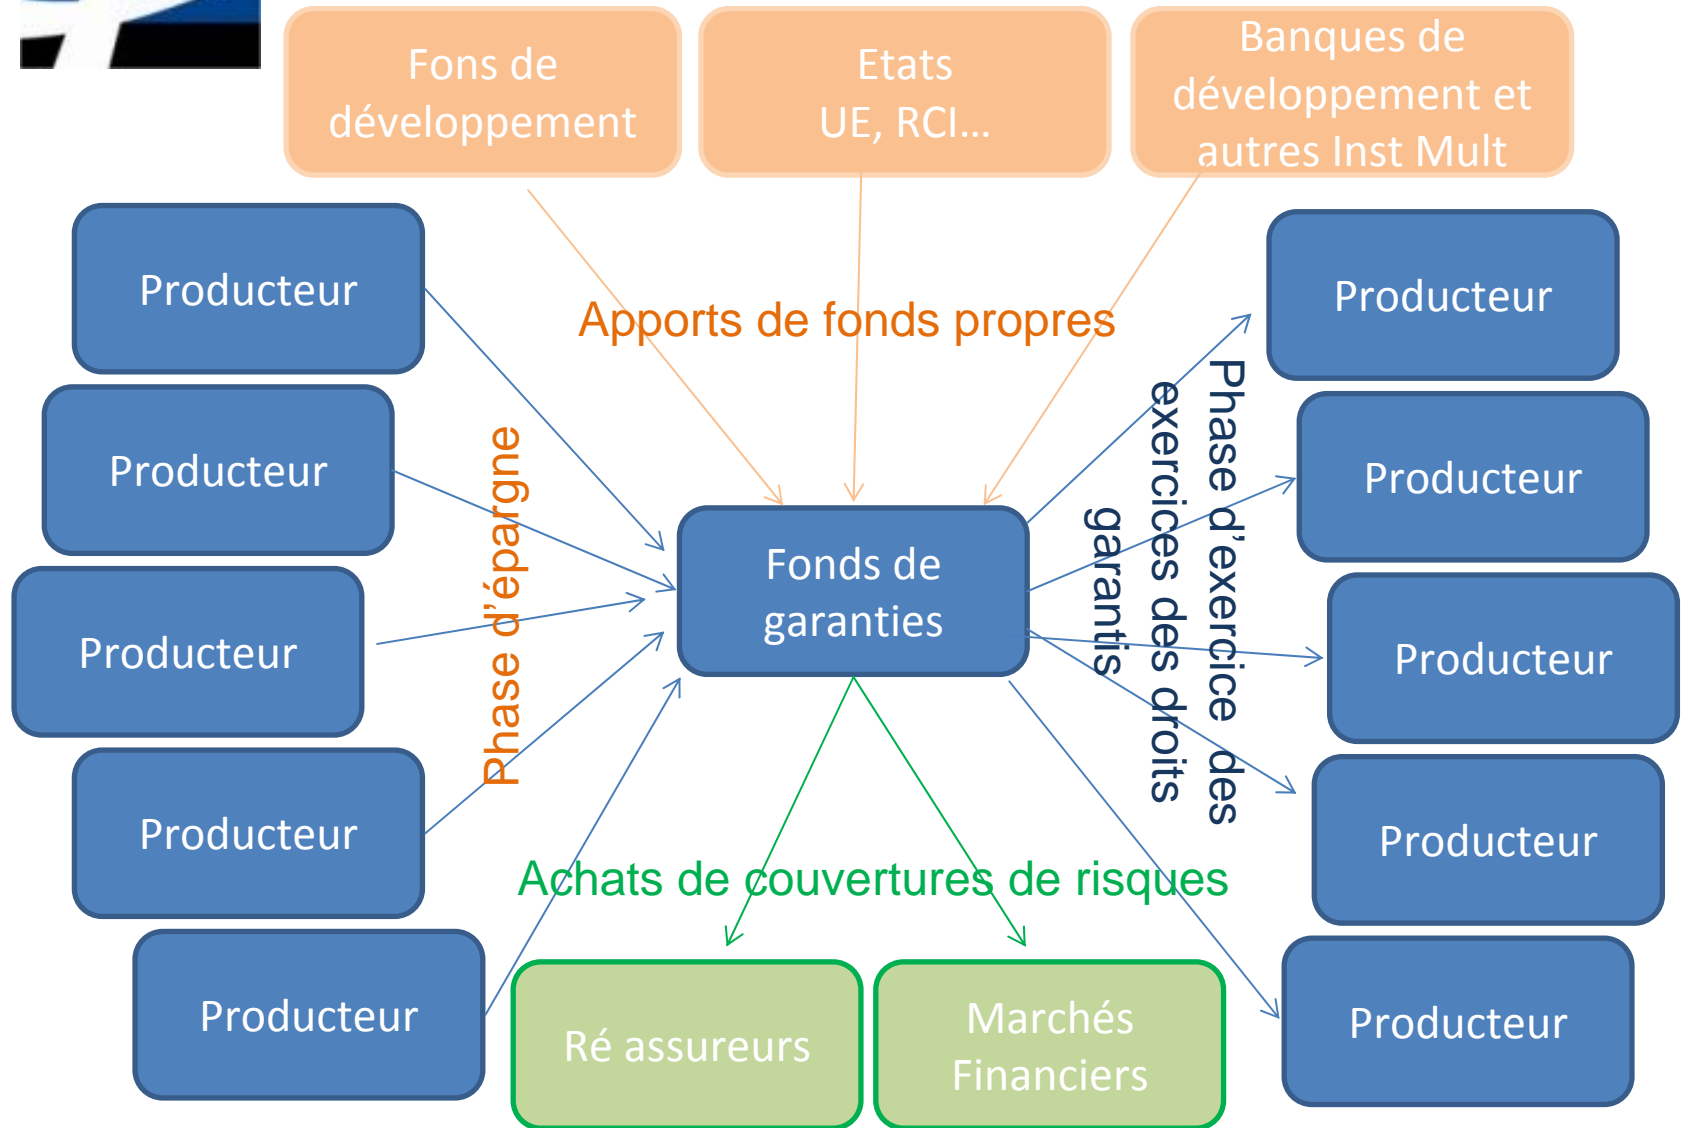 Fons de
développement
Etats
UE, RCI…
Banques de
développement et
autres Inst Mult
Apports de fonds propres
Producteur
Producteur
Producteur
Producteur
Producteur
Phase d’épargne
Fonds de
garanties
Phase d’exercice des
exercices des droits
garantis
Producteur
Producteur
Producteur
Producteur
Producteur
Achats de couvertures de risques
Ré assureurs
Marchés
Financiers